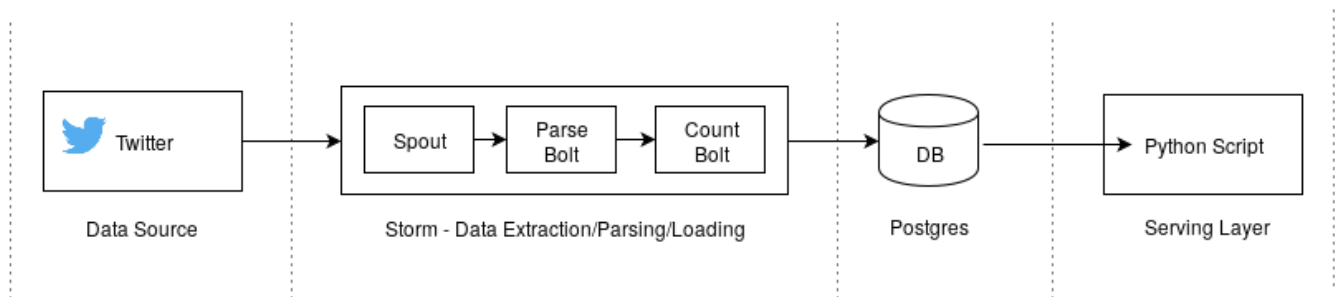 Twitter
Spout
Parse
Bolt
Count
Bolt
DB
Python Script
Data Source
Storm - Data Extraction/Parsing/Loading
Postgres
Serving Layer